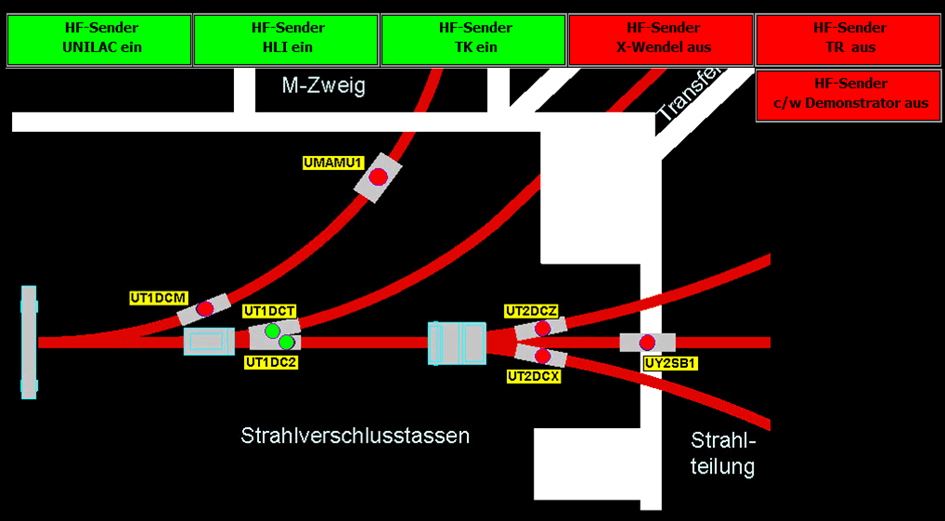 HF-Sender
UNILAC ein
HF-Sender
HLI ein
HF-Sender
TK ein
HF-Sender
X-Wendel aus
HF-Sender
TR aus
HF-Sender
c/w Demonstrator aus
M-Zweig
Transfer
UMAMU1
UT1DCM
UT1DCT
UT1DC2
UT2DCZ
UT2DCX
UY2SB1
Strahlverschlusstassen
Strahl-
teilung